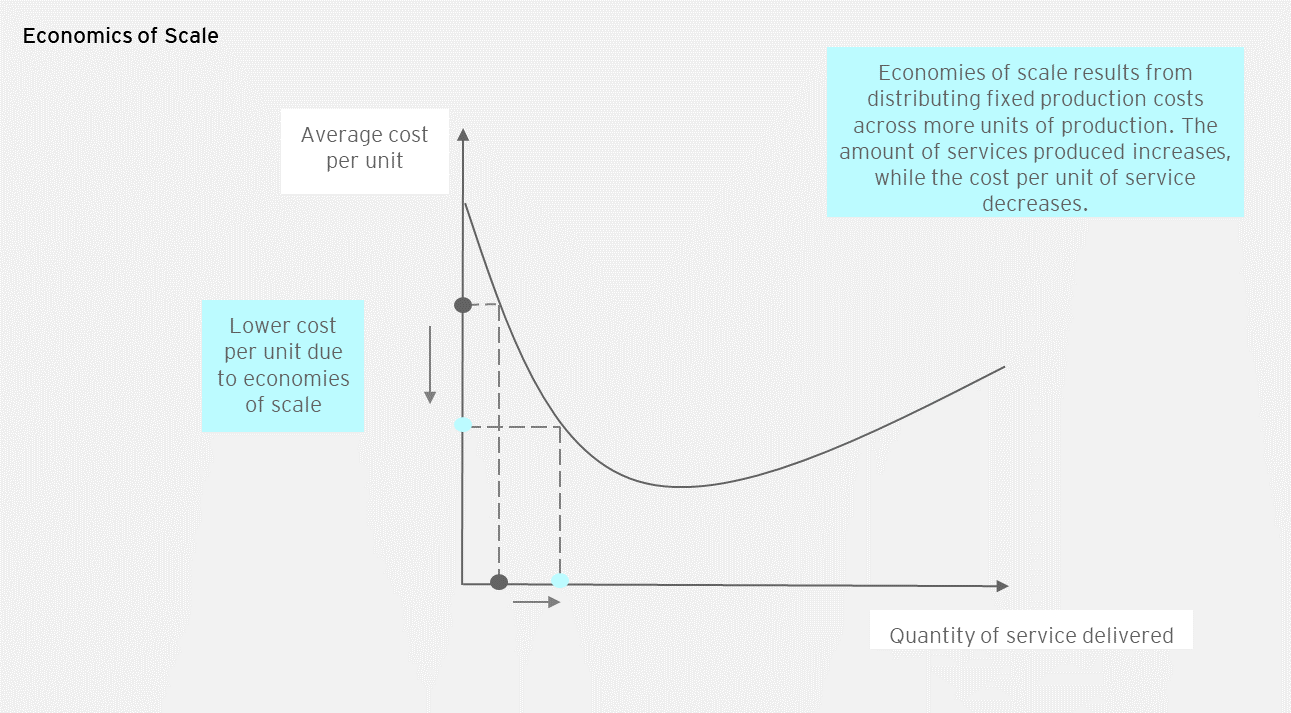 Economics of Scale
Economies of scale results from
distributing fixed production costs
across more units of production. The
amount of services produced increases,
while the cost per unit of service
decreases.
Average cost
per unit
Lower cost
per unit due
to economies
of scale
Quantity of service delivered